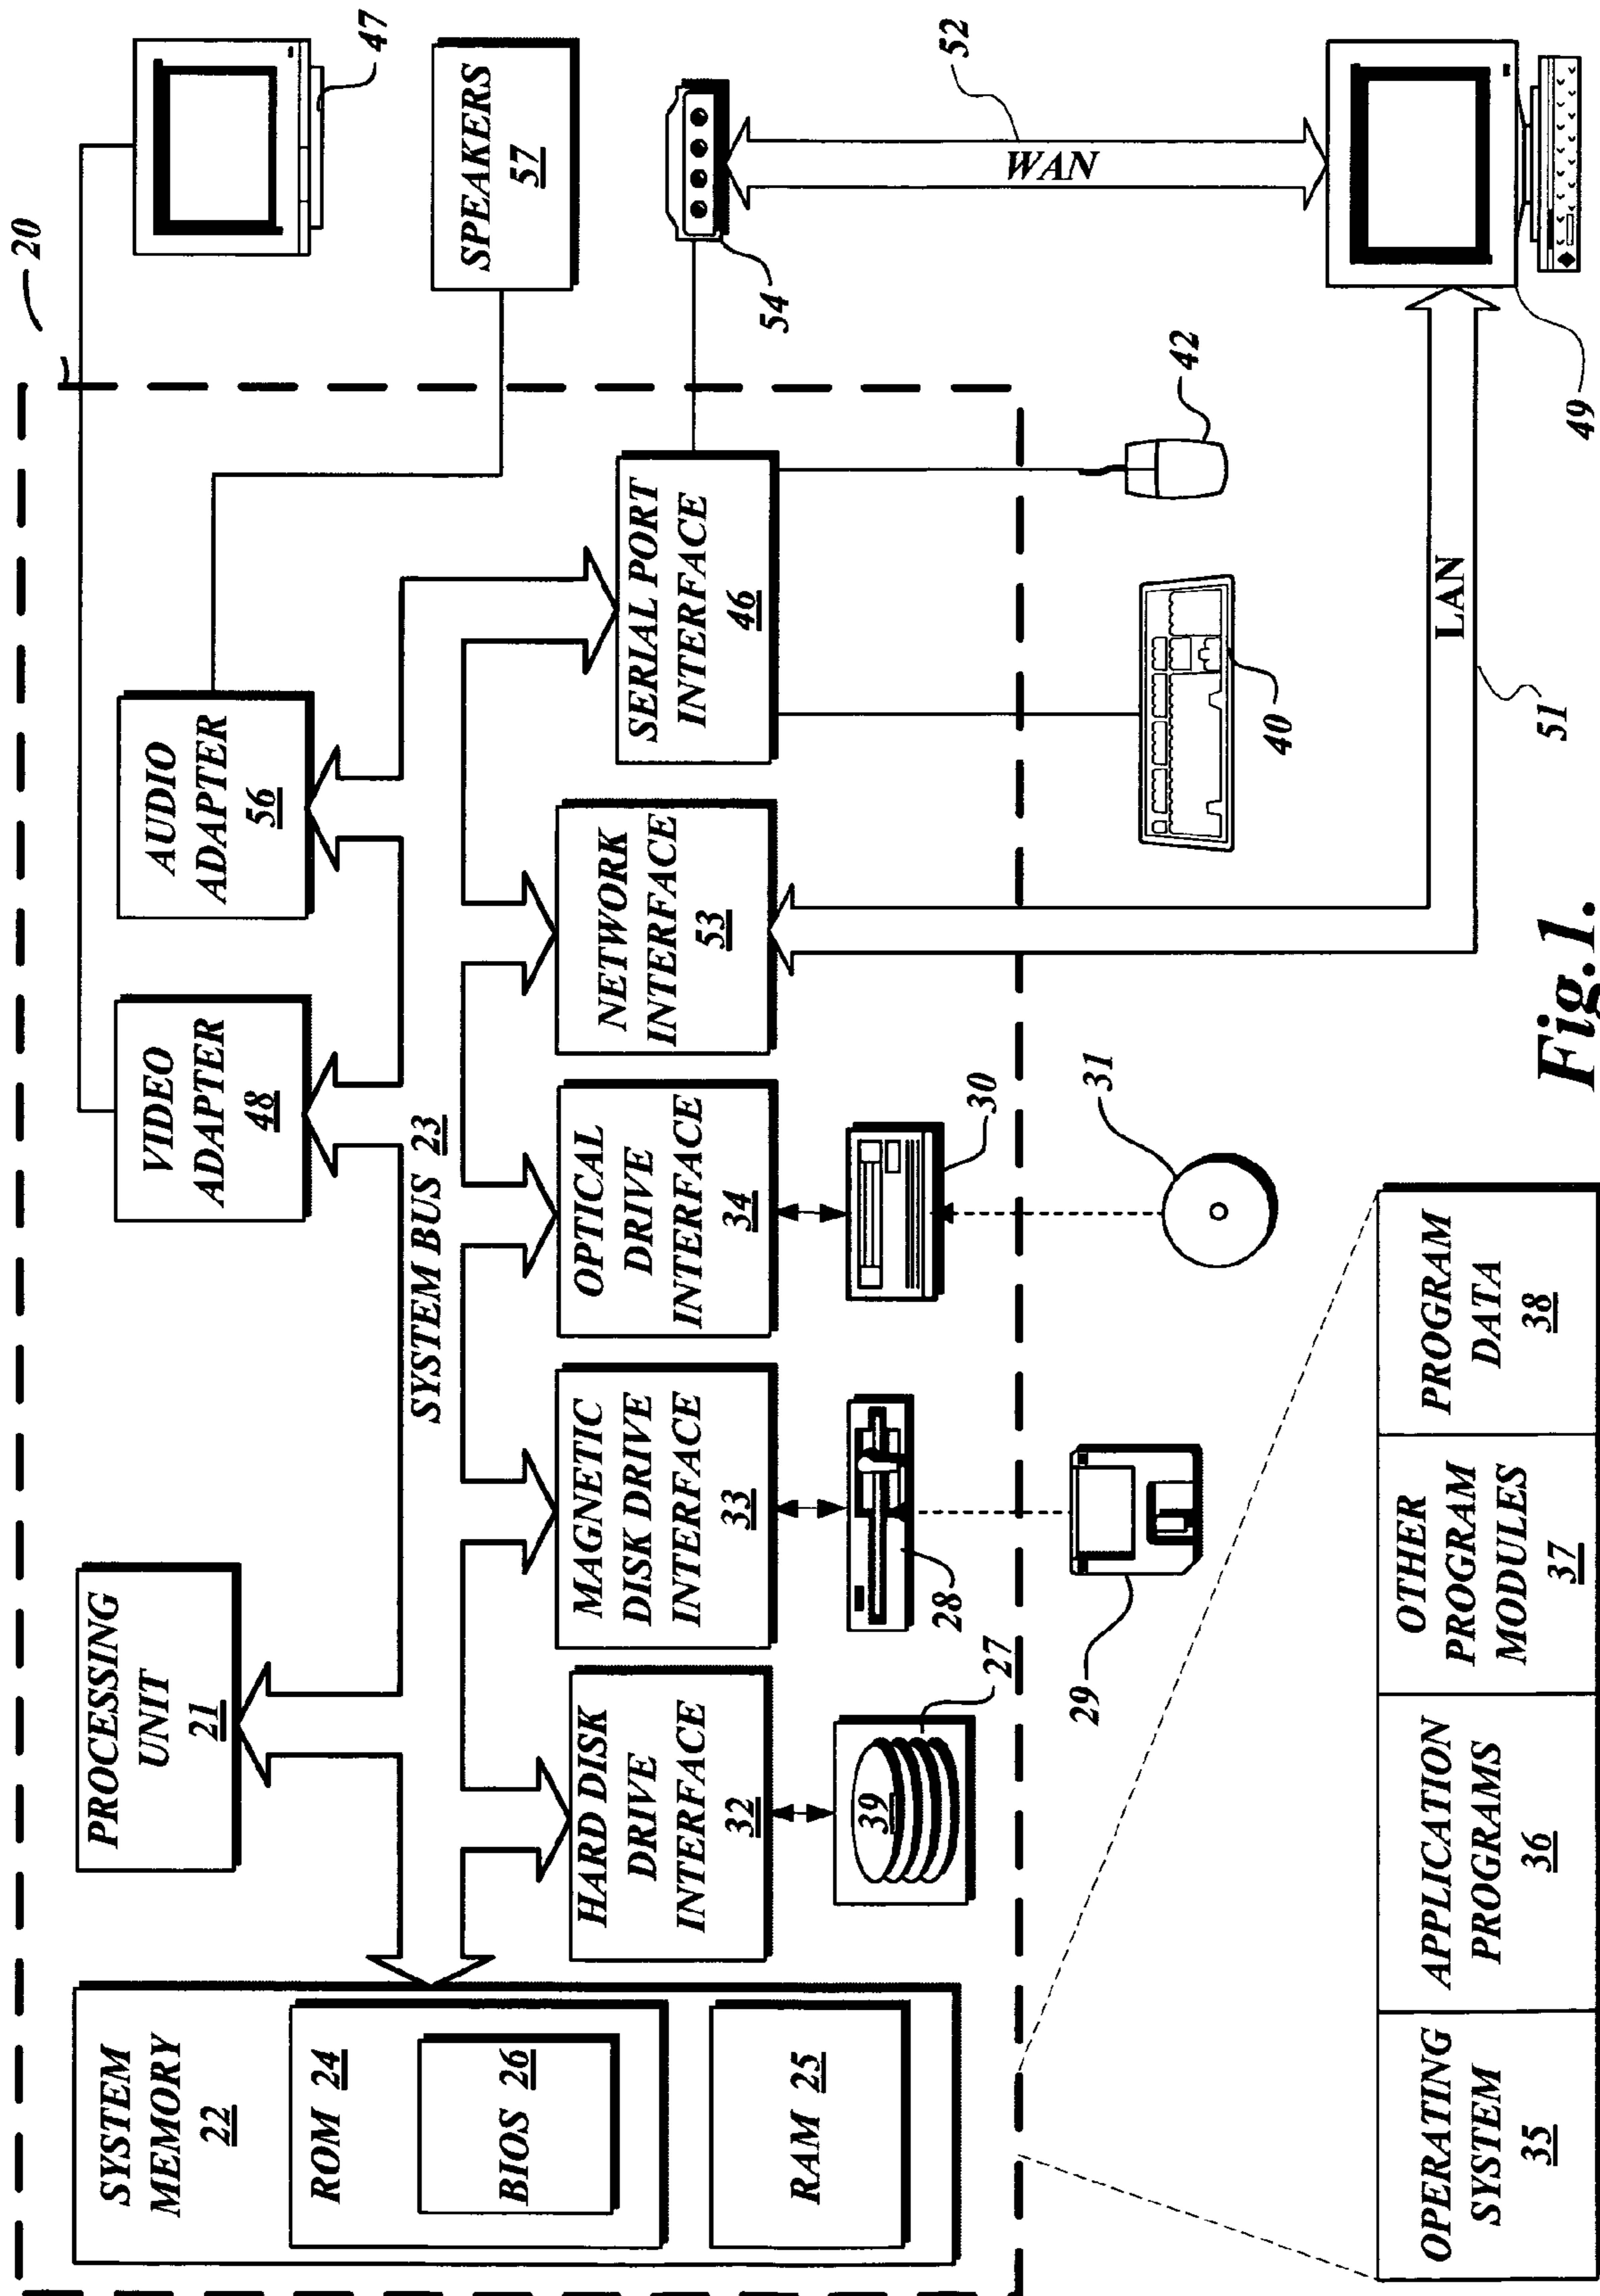 20
SYSTEM
MEMORY
22
ROM 24
BIOS 26
RAM 25
PROCESSING
UNIT
21
VIDEO
ADAPTER
48
AUDIO
ADAPTER
56
47
SPEAKERS
57
SYSTEM BUS 23
HARD DISK
DRIVE
INTERFACE
32
MAGNETIC
DISK DRIVE
INTERFACE
33
OPTICAL
DRIVE
INTERFACE
34
NETWORK
INTERFACE
53
SERIAL PORT
INTERFACE
46
54
39
27
28
30
29
31
40
42
52
WAN
LAN
51
49
OPERATING
SYSTEM
35
APPLICATION
PROGRAMS
36
OTHER
PROGRAM
MODULES
37
PROGRAM
DATA
38
Fig.1.